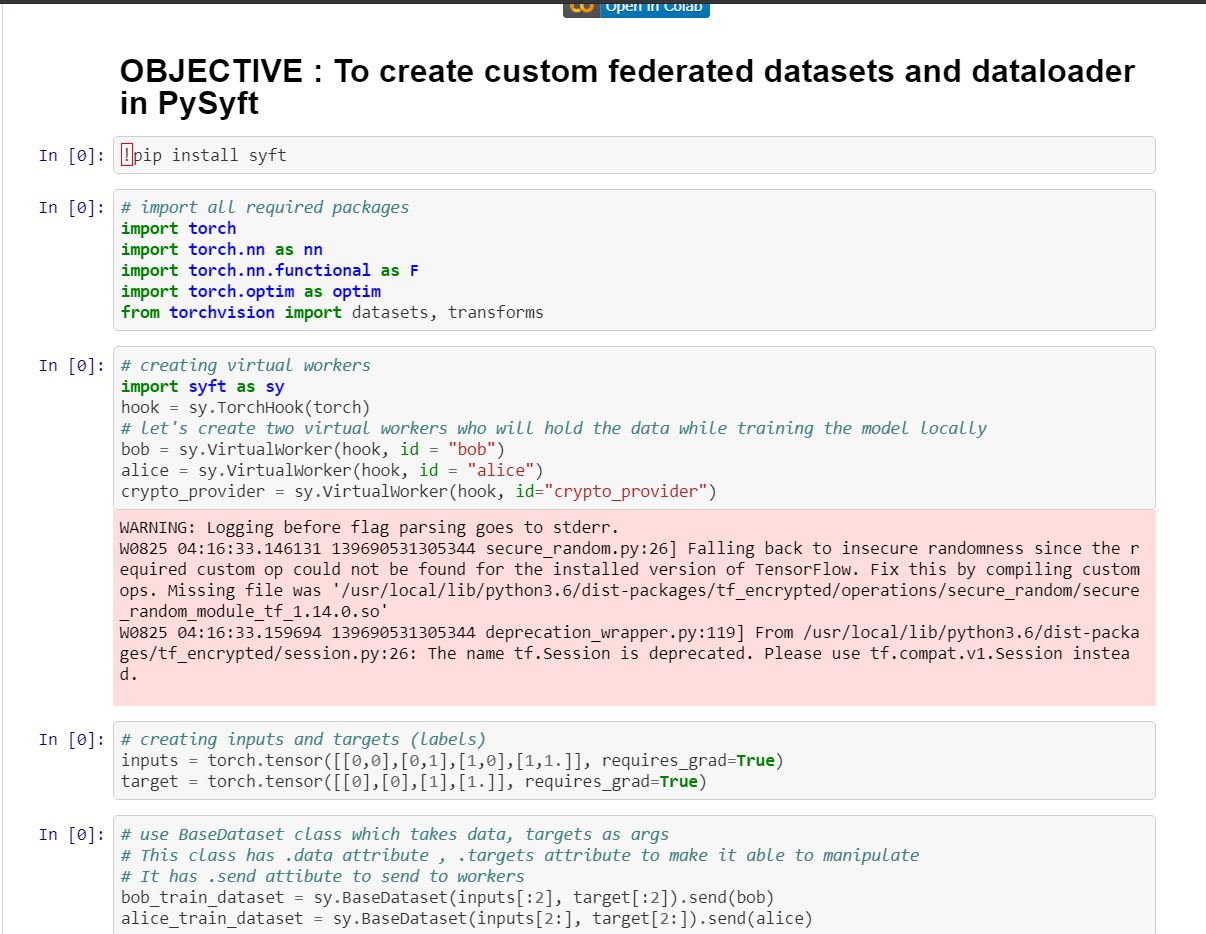 Open in Colab
OBJECTIVE : To create custom federated datasets and dataloader
in PySyft
In [0]: !pip install syft
In [0]: # import all required packages
import torch
import torch.nn as nn
import torch.nn.functional as F
import torch.optim as optim
from torchvision import datasets, transforms
In [0]: # creating virtual workers
import syft as sy
hook = sy.TorchHook(torch)
# let's create two virtual workers who will hold the data while training the model locally
bob = sy.VirtualWorker(hook, id = "bob")
alice = sy.VirtualWorker(hook, id = "alice")
crypto_provider = sy.VirtualWorker(hook, id="crypto_provider")
WARNING: Logging before flag parsing goes to stderr.
W0825 04:16:33.146131 139690531305344 secure_random.py:26] Falling back to insecure randomness since the r
equired custom op could not be found for the installed version of TensorFlow. Fix this by compiling custom
ops. Missing file was '/usr/local/lib/python3.6/dist-packages/tf_encrypted/operations/secure_random/secure
_random_module_tf_1.14.0.so'
W0825 04:16:33.159694 139690531305344 deprecation_wrapper.py:119] From /usr/local/lib/python3.6/dist-packa
ges/tf_encrypted/session.py:26: The name tf.Session is deprecated. Please use tf.compat.v1.Session instea
d.
In [0]: # creating inputs and targets (labels)
inputs = torch.tensor([[0,0],[0,1],[1,0],[1,1.]], requires_grad=True)
target = torch.tensor([[0],[0],[1],[1.]], requires_grad=True)
In [0]: # use BaseDataset class which takes data, targets as args
# This class has .data attribute , .targets attribute to make it able to manipulate
# It has .send attibute to send to workers
bob_train_dataset = sy.BaseDataset(inputs[:2], target[:2]).send(bob)
alice_train_dataset = sy.BaseDataset(inputs[2:], target[2:]).send(alice)